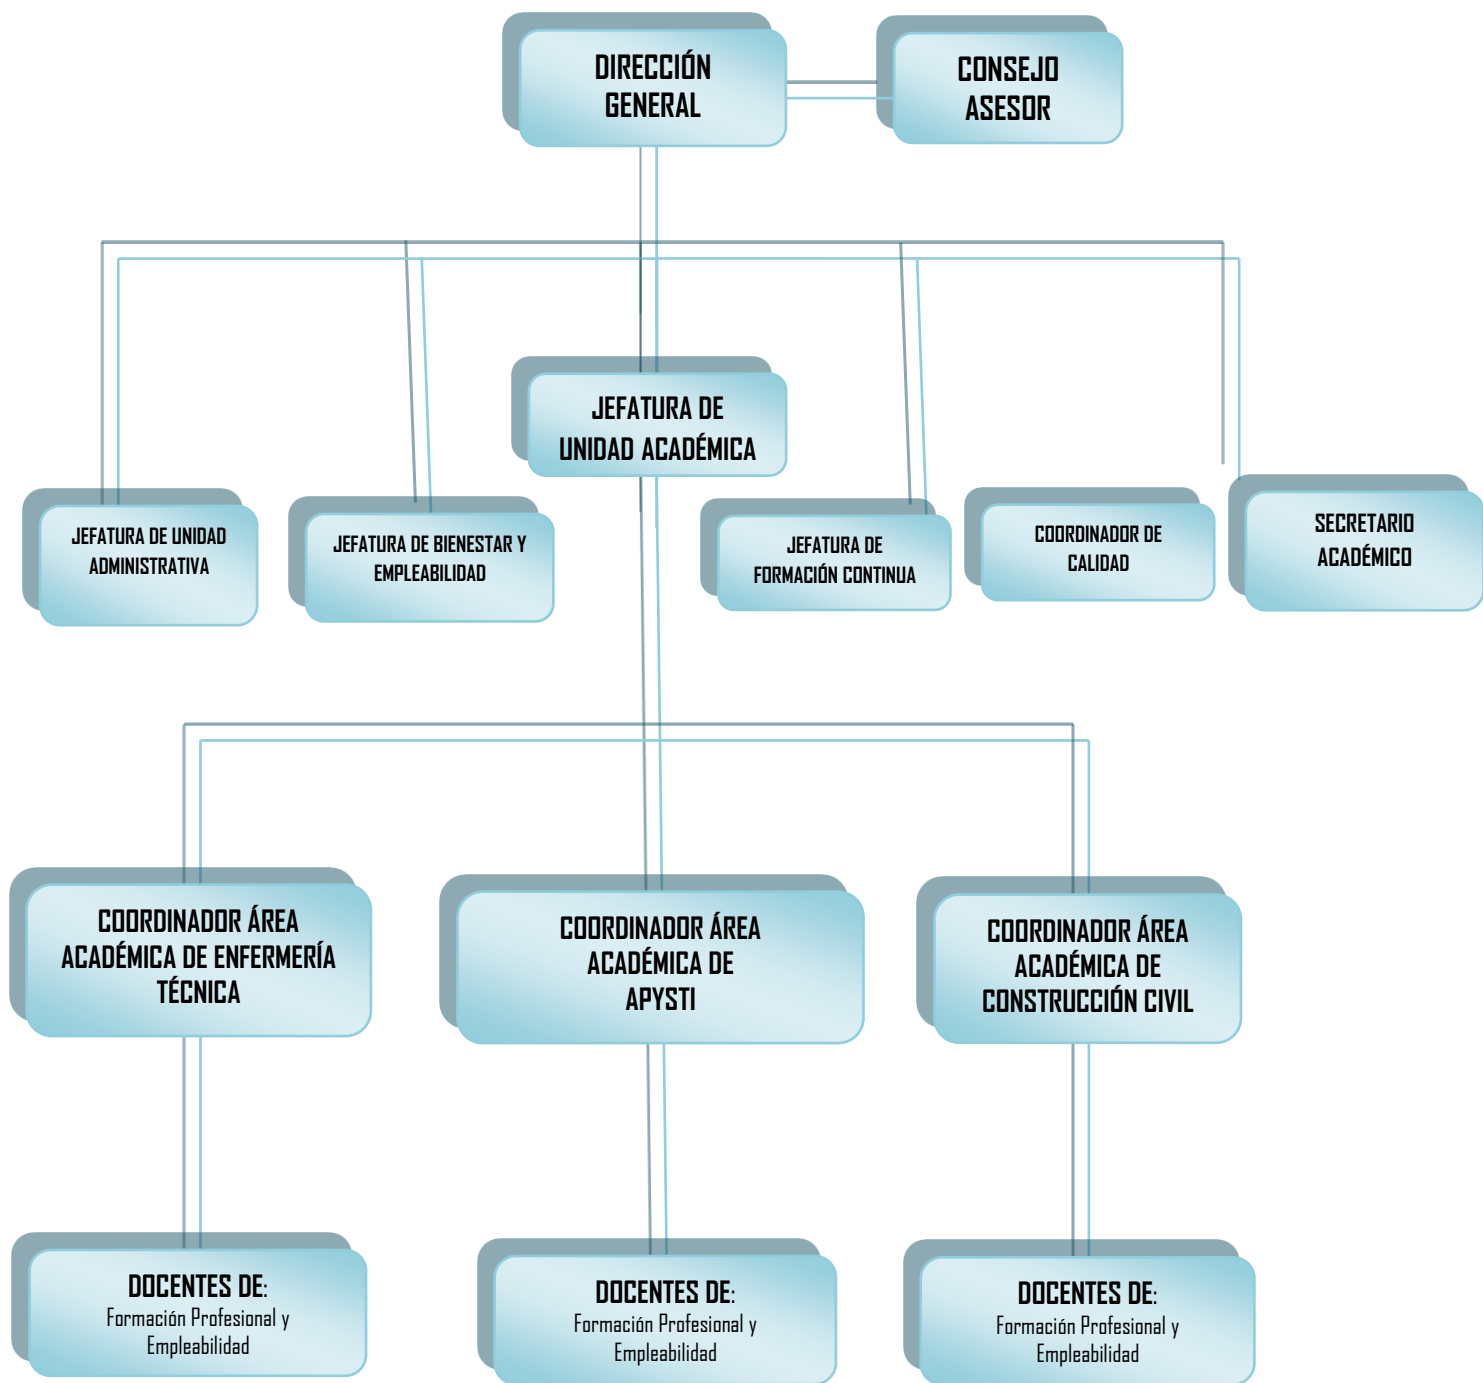 DIRECCIÓN
GENERAL
CONSEJO
ASESOR
JEFATURA DE
UNIDAD ACADÉMICA
JEFATURA DE UNIDAD
ADMINISTRATIVA
JEFATURA DE BIENESTAR Y
EMPLEABILIDAD
JEFATURA DE
FORMACIÓN CONTINUA
COORDINADOR DE
CALIDAD
SECRETARIO
ACADÉMICO
COORDINADOR ÁREA
ACADÉMICA DE ENFERMERÍA
TÉCNICA
COORDINADOR ÁREA
ACADÉMICA DE
APYSTI
COORDINADOR ÁREA
ACADÉMICA DE
CONSTRUCCIÓN CIVIL
DOCENTES DE:
Formación Profesional y
Empleabilidad
DOCENTES DE:
Formación Profesional y
Empleabilidad
DOCENTES DE:
Formación Profesional y
Empleabilidad